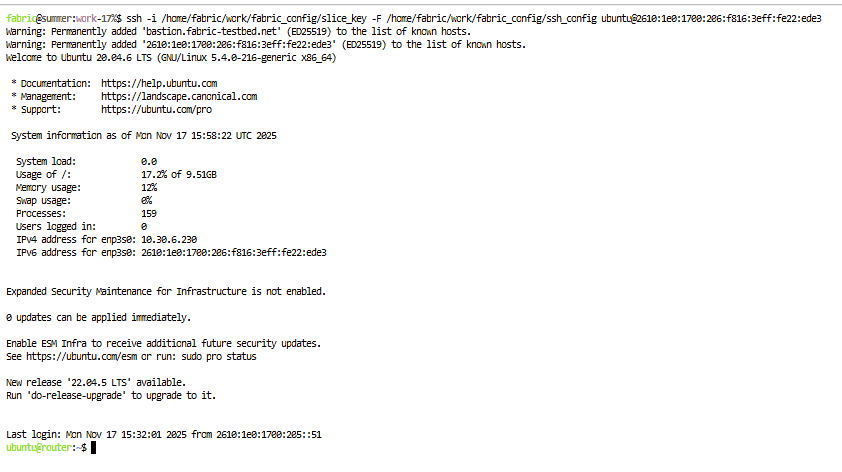 fabric@summer:work-17%$ ssh -i /home/fabric/work/fabric_config/slice_key -F /home/fabric/work/fabric_config/ssh_config ubuntu@2610:1e0:1700:206:f816:3eff:fe22:ede3
Warning: Permanently added 'bastion.fabric-testbed.net' (ED25519) to the list of known hosts.
Warning: Permanently added '2610:1e0:1700:206:f816:3eff:fe22:ede3' (ED25519) to the list of known hosts.
Welcome to Ubuntu 20.04.6 LTS (GNU/Linux 5.4.0-216-generic x86_64)

 * Documentation:  https://help.ubuntu.com
 * Management:     https://landscape.canonical.com
 * Support:        https://ubuntu.com/pro

 System information as of Mon Nov 17 15:58:22 UTC 2025

  System load:             0.0
  Usage of /:              17.2% of 9.51GB
  Memory usage:            12%
  Swap usage:              0%
  Processes:               159
  Users logged in:         0
  IPv4 address for enp3s0: 10.30.6.230
  IPv6 address for enp3s0: 2610:1e0:1700:206:f816:3eff:fe22:ede3

Expanded Security Maintenance for Infrastructure is not enabled.

0 updates can be applied immediately.

Enable ESM Infra to receive additional future security updates.
See https://ubuntu.com/esm or run: sudo pro status

New release '22.04.5 LTS' available.
Run 'do-release-upgrade' to upgrade to it.

Last login: Mon Nov 17 15:32:01 2025 from 2610:1e0:1700:205::51
ubuntu@router:~$